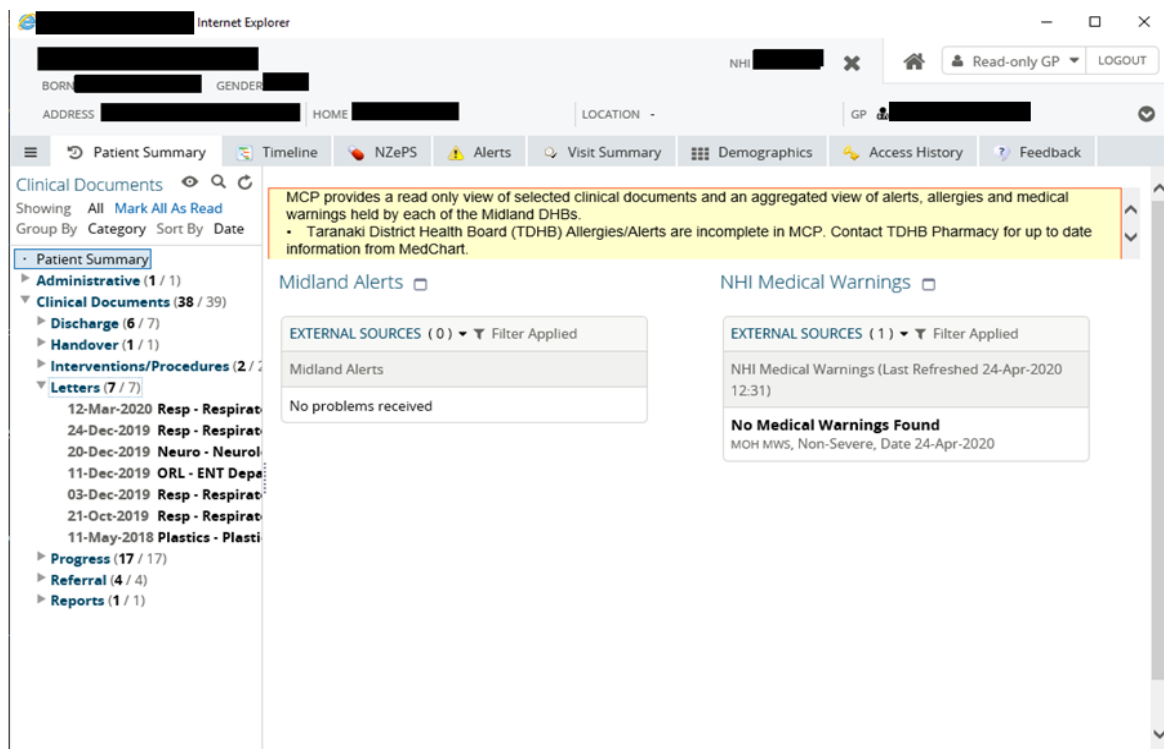 Internet Explorer
NHI
Read-only GP
LOGOUT
BORN GENDER
ADDRESS HOME LOCATION - GP
Patient Summary Timeline NZePS Alerts Visit Summary Demographics Access History Feedback
Clinical Documents
Showing All Mark All As Read
Group By Category Sort By Date
· Patient Summary
Administrative (1 / 1)
Clinical Documents (38 / 39)
Discharge (6 / 7)
Handover (1 / 1)
Interventions/Procedures (2 /
Letters (7 / 7)
12-Mar-2020 Resp - Respirat
24-Dec-2019 Resp - Respirat
20-Dec-2019 Neuro - Neurol
11-Dec-2019 ORL - ENT Depa
03-Dec-2019 Resp - Respirat
21-Oct-2019 Resp - Respirat
11-May-2018 Plastics - Plasti
Progress (17 / 17)
Referral (4 / 4)
Reports (1 / 1)
MCP provides a read only view of selected clinical documents and an aggregated view of alerts, allergies and medical
warnings held by each of the Midland DHBs.
• Taranaki District Health Board (TDHB) Allergies/Alerts are incomplete in MCP. Contact TDHB Pharmacy for up to date
information from MedChart.
Midland Alerts
EXTERNAL SOURCES ( 0 ) Filter Applied
Midland Alerts
No problems received
NHI Medical Warnings
EXTERNAL SOURCES ( 1 ) Filter Applied
NHI Medical Warnings (Last Refreshed 24-Apr-2020
12:31)
No Medical Warnings Found
MOH MWS, Non-Severe, Date 24-Apr-2020